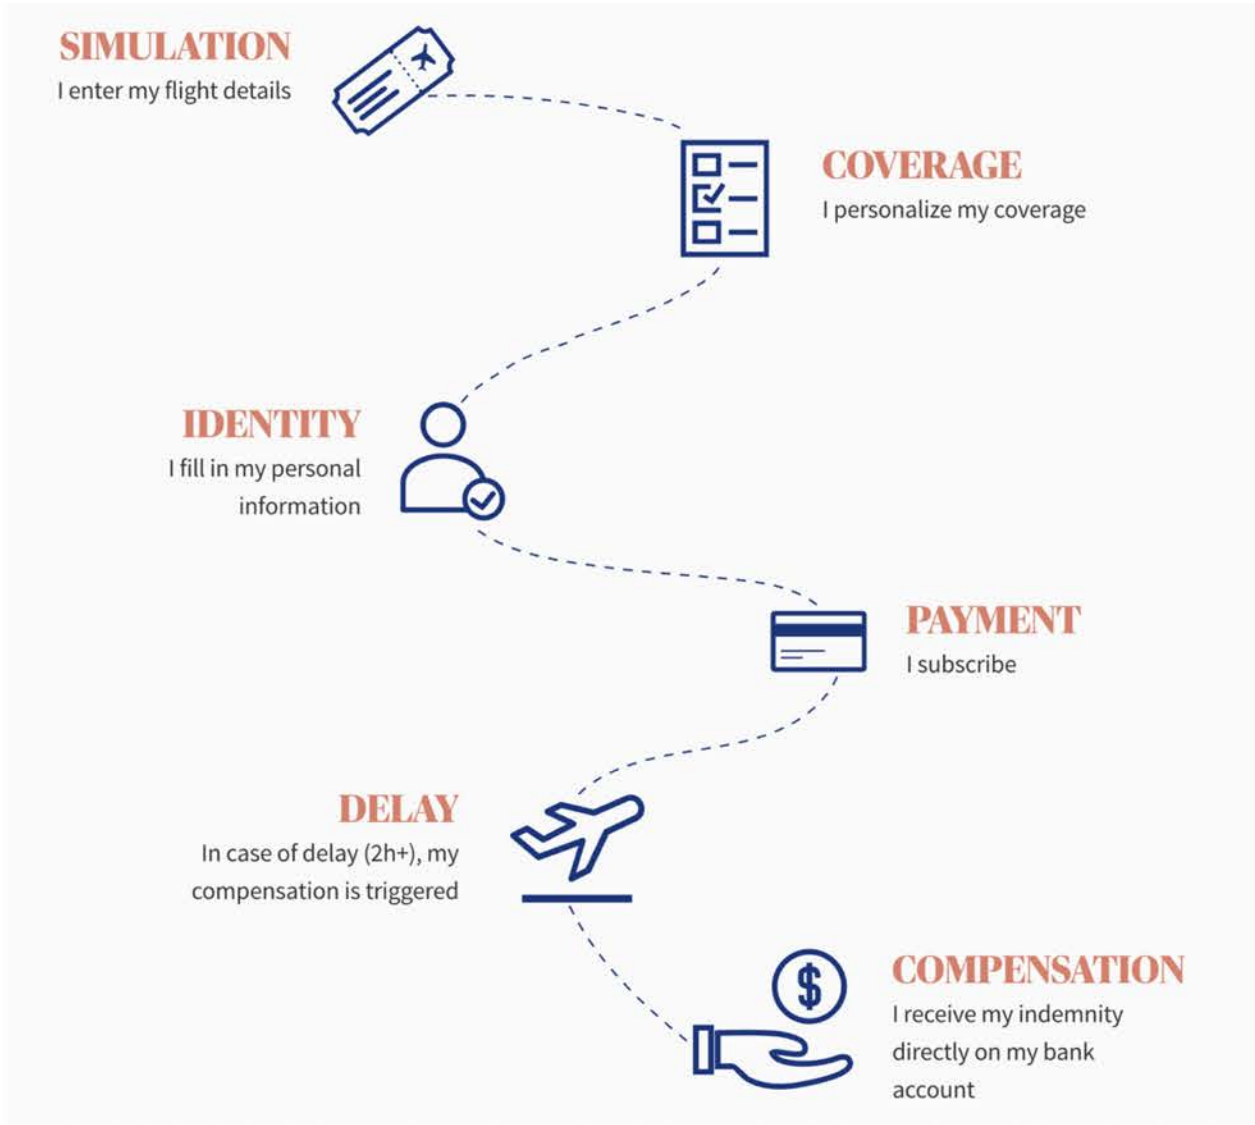 SIMULATION
I enter my flight details
COVERAGE
I personalize my coverage
IDENTITY
I fill in my personal
information
PAYMENT
I subscribe
DELAY
In case of delay (2h+), my
compensation is triggered
$
COMPENSATION
I receive my indemnity
directly on my bank
account